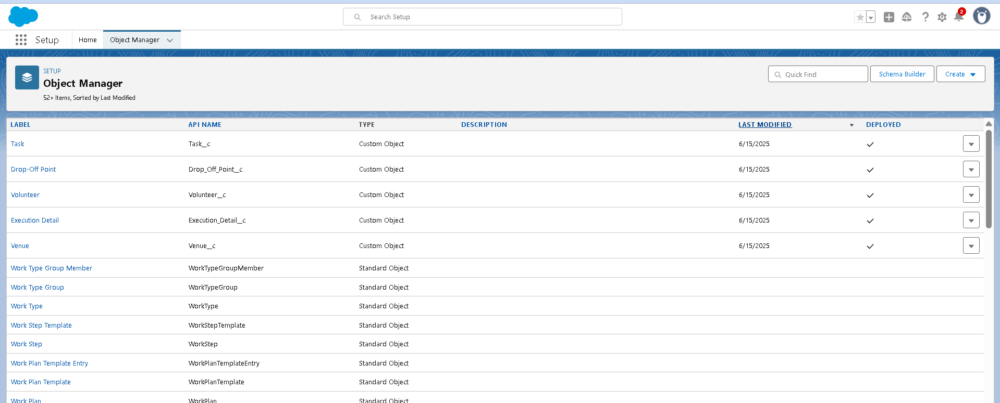 Search Setup
2
Setup
Home
Object Manager
SETUP
Object Manager
52+ Items, Sorted by Last Modified
Quick Find
Schema Builder
Create
LABEL API NAME TYPE DESCRIPTION LAST MODIFIED DEPLOYED
Task Task__c Custom Object 6/15/2025
Drop-Off Point Drop_Off_Point__c Custom Object 6/15/2025
Volunteer Volunteer__c Custom Object 6/15/2025
Execution Detail Execution_Detail__c Custom Object 6/15/2025
Venue Venue__c Custom Object 6/15/2025
Work Type Group Member WorkTypeGroupMember Standard Object
Work Type Group WorkTypeGroup Standard Object
Work Type WorkType Standard Object
Work Step Template WorkStepTemplate Standard Object
Work Step WorkStep Standard Object
Work Plan Template Entry WorkPlanTemplateEntry Standard Object
Work Plan Template WorkPlanTemplate Standard Object
Work Plan WorkPlan Standard Object